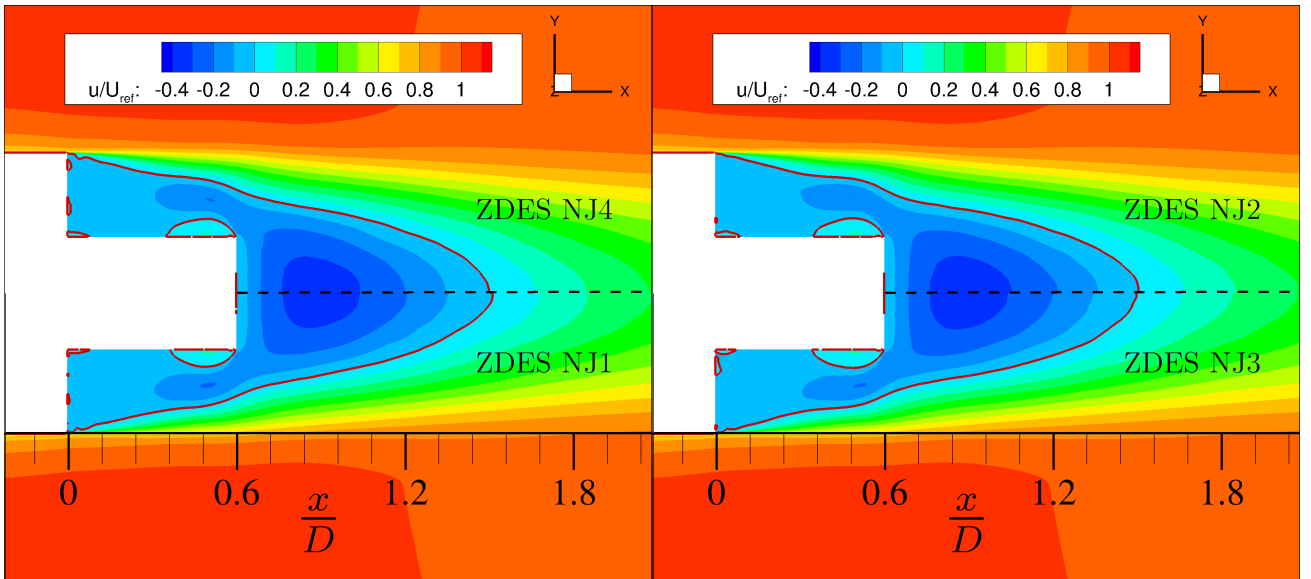 Y
Z X
u/U_ref: -0.4 -0.2 0 0.2 0.4 0.6 0.8 1
ZDES NJ4
ZDES NJ1
0 0.6 1.2 1.8
x
D
Y
Z X
u/U_ref: -0.4 -0.2 0 0.2 0.4 0.6 0.8 1
ZDES NJ2
ZDES NJ3
0 0.6 1.2 1.8
x
D